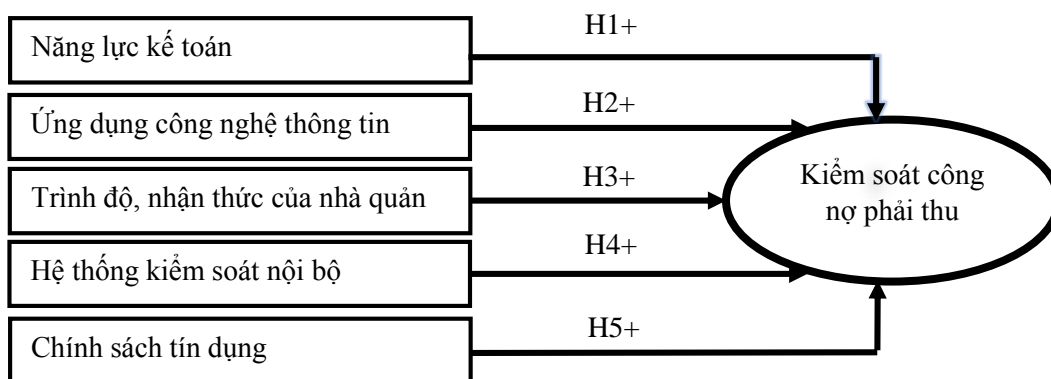 H1+
Năng lực kế toán
H2+
Ứng dụng công nghệ thông tin
H3+
Trình độ, nhận thức của nhà quản
Kiểm soát công
nợ phải thu
H4+
Hệ thống kiểm soát nội bộ
H5+
Chính sách tín dụng